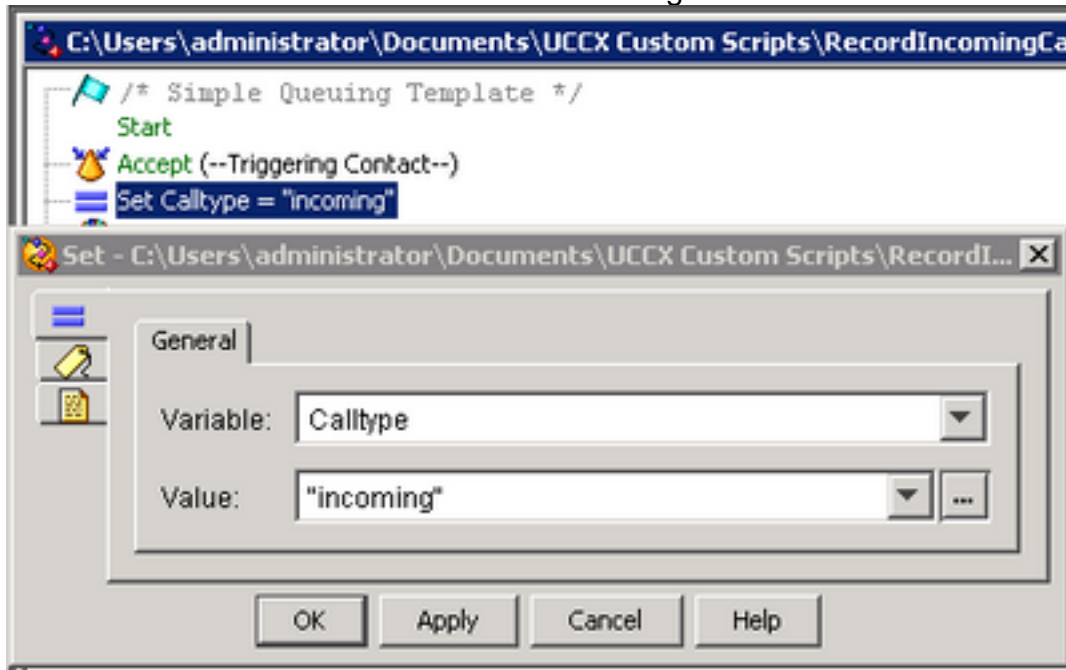 C:\Users\administrator\Documents\UCCX Custom Scripts\RecordIncomingCa
/* Simple Queuing Template */
Start
Accept (--Triggering Contact--)
Set Calltype = "incoming"
Set - C:\Users\administrator\Documents\UCCX Custom Scripts\RecordI...
General
Variable: Calltype
Value: "incoming" ...
OK Apply Cancel Help